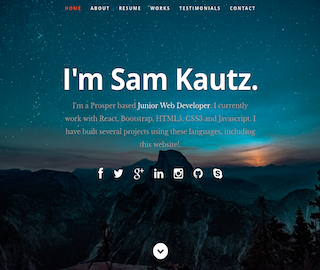 HOME ABOUT RESUME WORKS TESTIMONIALS CONTACT
I'm Sam Kautz.
I'm a Prosper based Junior Web Developer. I currently
work with React, Bootstrap, HTML5, CSS3 and Javascript. I
have built several projects using these languages, including
this website!.